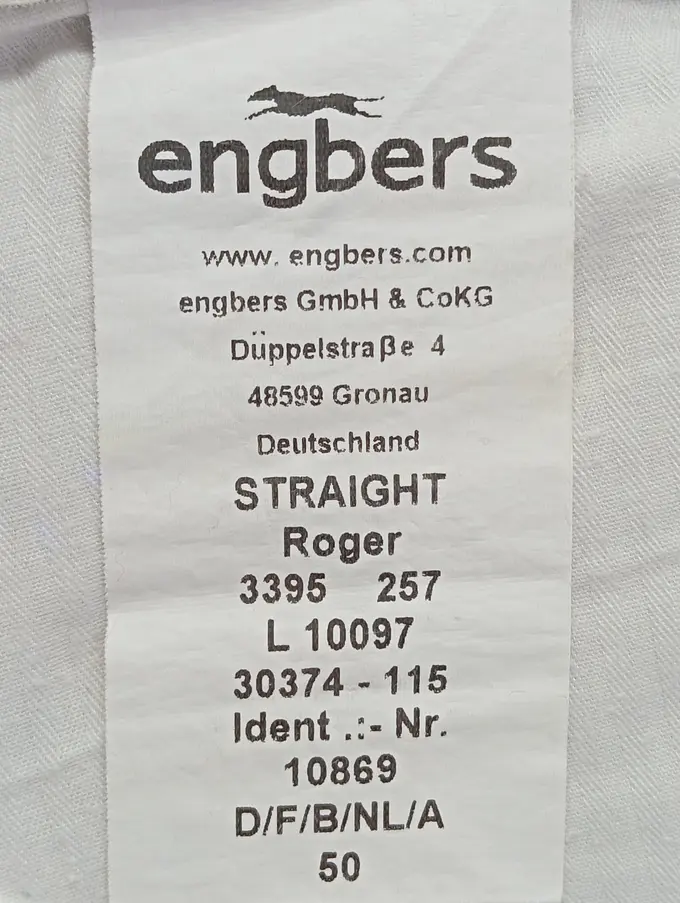 engbers
www. engbers.com
engbers GmbH & CoKG
Düppelstraße 4
48599 Gronau
Deutschland
STRAIGHT
Roger
3395 257
L 10097
30374 - 115
Ident .:- Nr.
10869
D/F/B/NL/A
50